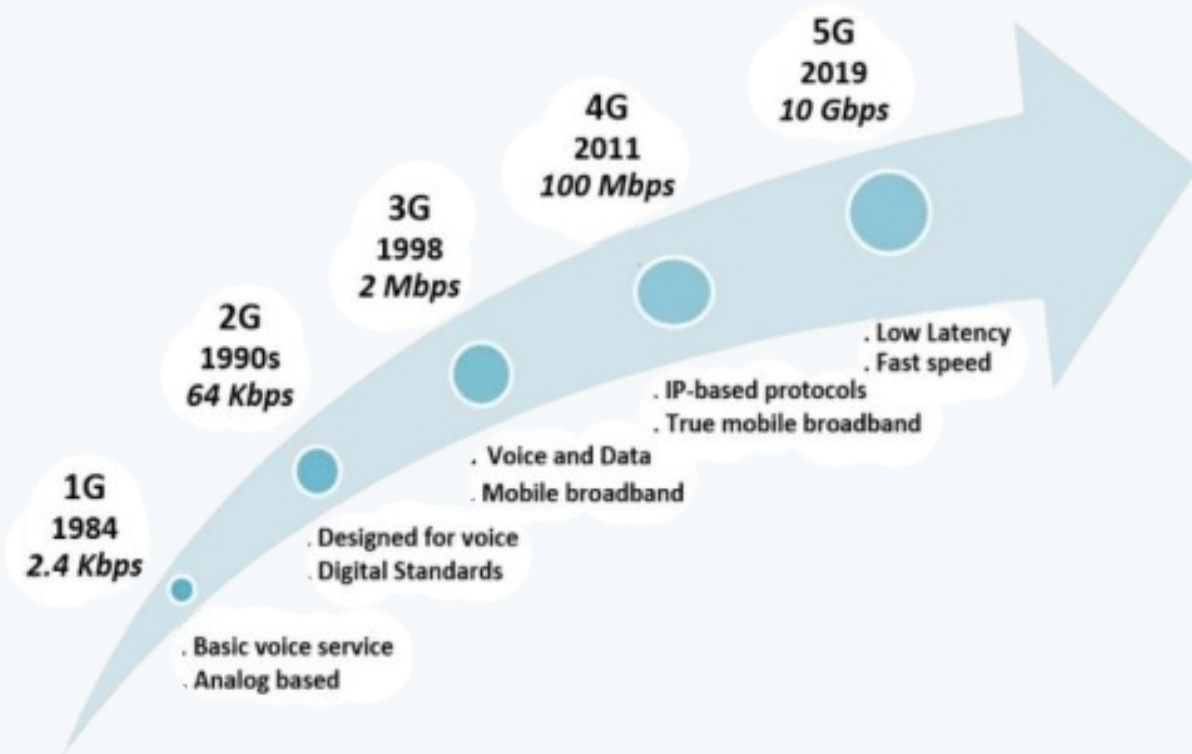 5G
2019
10 Gbps
4G
2011
100 Mbps
3G
1998
2 Mbps
2G
1990s
64 Kbps
1G
1984
2.4 Kbps
. Low Latency
. Fast speed
. IP-based protocols
. True mobile broadband
. Voice and Data
. Mobile broadband
. Designed for voice
. Digital Standards
. Basic voice service
. Analog based